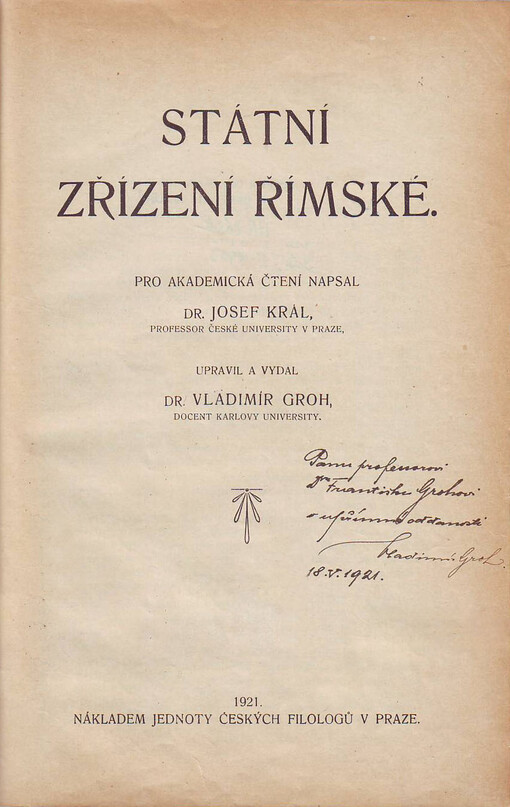 STÁTNÍ
ZŘÍZENÍ ŘÍMSKÉ.
PRO AKADEMICKÁ ČTENÍ NAPSAL
DR. JOSEF KRÁL,
PROFESSOR ČESKÉ UNIVERSITY V PRAZE,
UPRAVIL A VYDAL
DR. VLADIMÍR GROH,
DOCENT KARLOVY UNIVERSITY.
Panu profesorovi
Dru Františku Grohovi
v upřímné oddanosti
Vladimír Groh
18.V.1921.
1921.
NÁKLADEM JEDNOTY ČESKÝCH FILOLOGŮ V PRAZE.